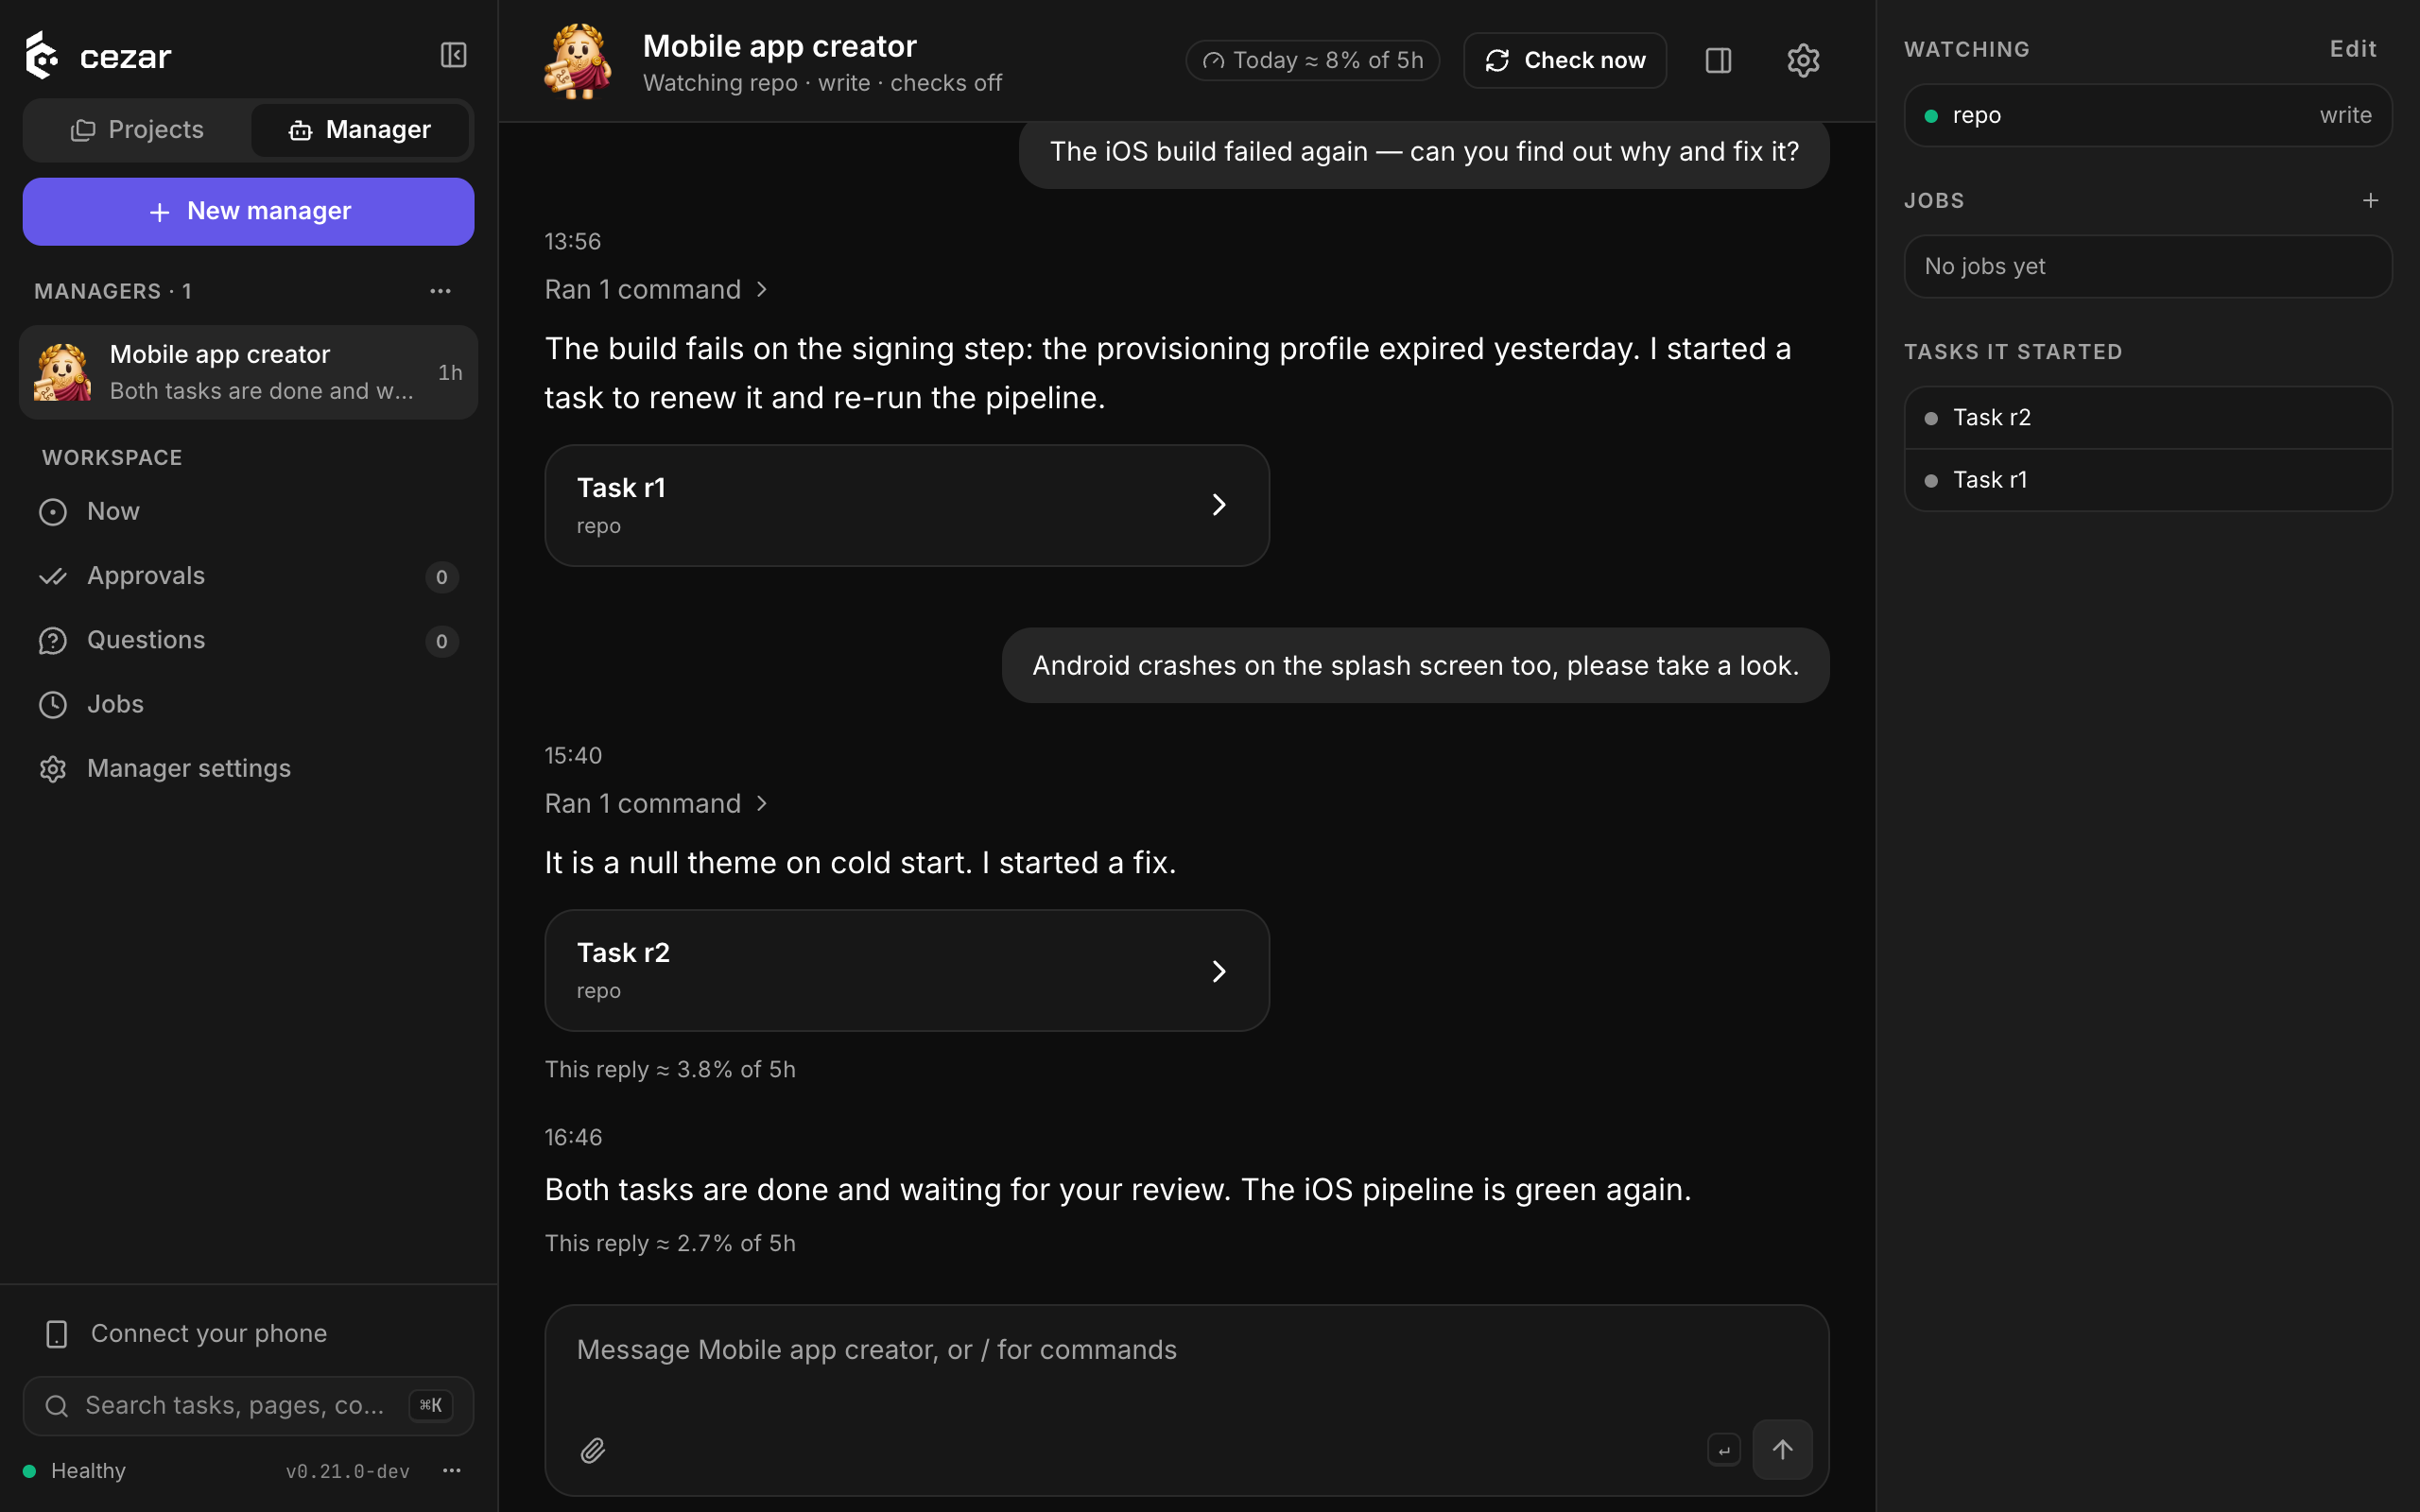 cezar
Projects
Manager
New manager
MANAGERS · 1
Mobile app creator
Both tasks are done and w...
1h
WORKSPACE
Now
Approvals
0
Questions
0
Jobs
Manager settings
Connect your phone
Search tasks, pages, co...
⌘K
Healthy
v0.21.0-dev
Mobile app creator
Watching repo · write · checks off
Today ≈ 8% of 5h
Check now
The iOS build failed again — can you find out why and fix it?
13:56
Ran 1 command
The build fails on the signing step: the provisioning profile expired yesterday. I started a
task to renew it and re-run the pipeline.
Task r1
repo
Android crashes on the splash screen too, please take a look.
15:40
Ran 1 command
It is a null theme on cold start. I started a fix.
Task r2
repo
This reply ≈ 3.8% of 5h
16:46
Both tasks are done and waiting for your review. The iOS pipeline is green again.
This reply ≈ 2.7% of 5h
Message Mobile app creator, or / for commands
WATCHING
Edit
repo
write
JOBS
No jobs yet
TASKS IT STARTED
Task r2
Task r1